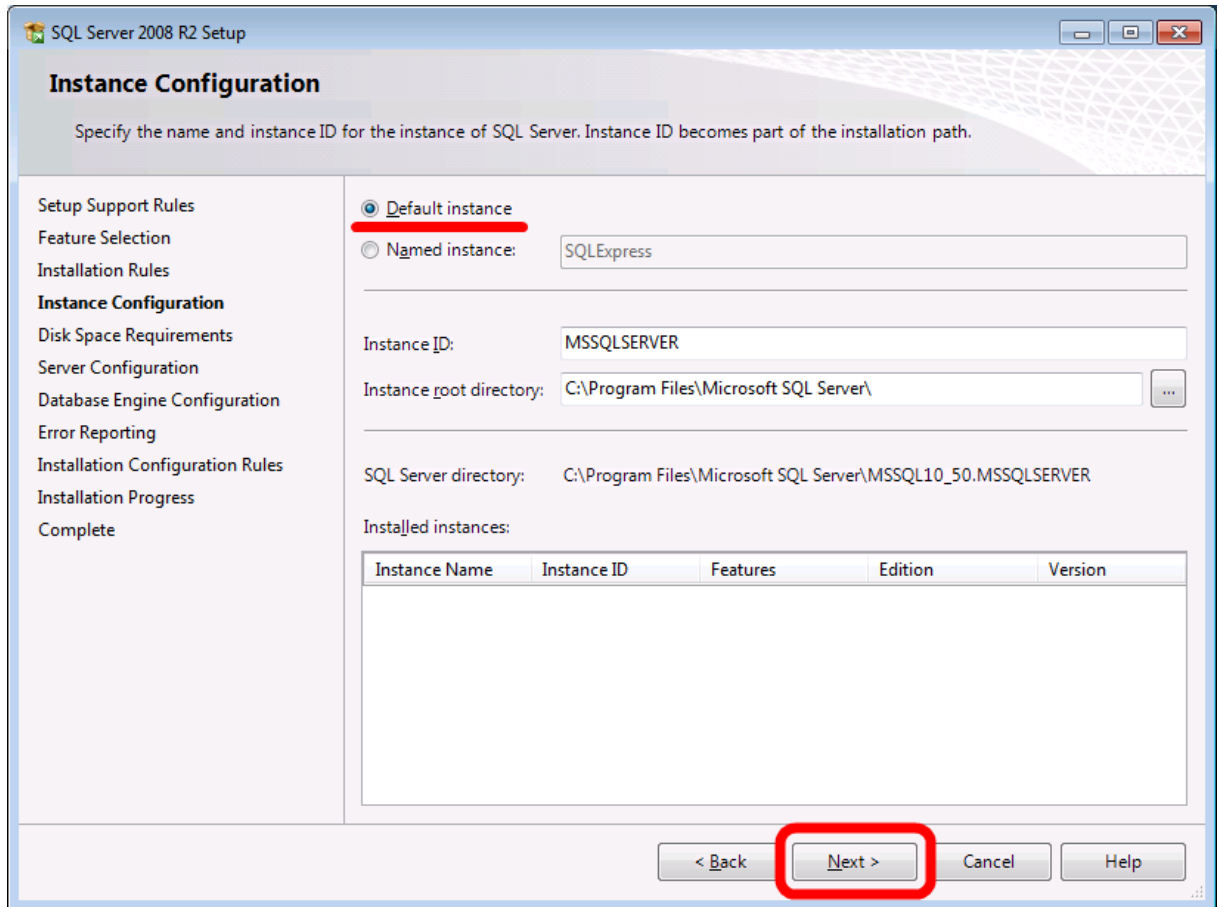 SQL Server 2008 R2 Setup
Instance Configuration
Specify the name and instance ID for the instance of SQL Server. Instance ID becomes part of the installation path.
Setup Support Rules
Feature Selection
Installation Rules
Instance Configuration
Disk Space Requirements
Server Configuration
Database Engine Configuration
Error Reporting
Installation Configuration Rules
Installation Progress
Complete
Default instance
Named instance: SQLExpress
Instance ID: MSSQLSERVER
Instance root directory: C:\Program Files\Microsoft SQL Server\ ...
SQL Server directory: C:\Program Files\Microsoft SQL Server\MSSQL10_50.MSSQLSERVER
Installed instances:
Instance Name Instance ID Features Edition Version
< Back Next > Cancel Help